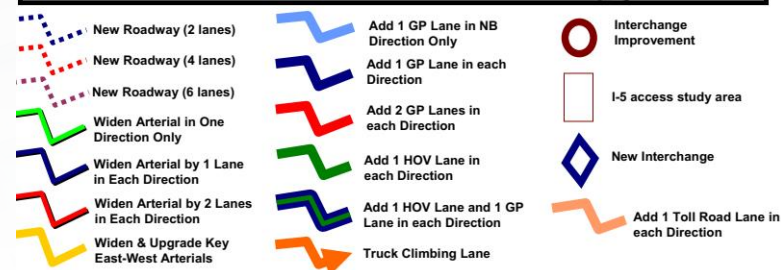 New Roadway (2 lanes)
New Roadway (4 lanes)
New Roadway (6 lanes)
Widen Arterial in One
Direction Only
Widen Arterial by 1 Lane
in Each Direction
Widen Arterial by 2 Lanes
in Each Direction
Widen & Upgrade Key
East-West Arterials
Add 1 GP Lane in NB
Direction Only
Add 1 GP Lane in each
Direction
Add 2 GP Lanes in
each Direction
Add 1 HOV Lane in
each Direction
Add 1 HOV Lane and 1 GP
Lane in each Direction
Truck Climbing Lane
Interchange
Improvement
I-5 access study area
New Interchange
Add 1 Toll Road Lane in
each Direction